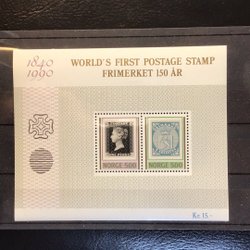 1840
1990
WORLD'S FIRST POSTAGE STAMP
FRIMERKET 150 ÅR
NORGE 5.00
NORGE 5.00
Kr. 15.-